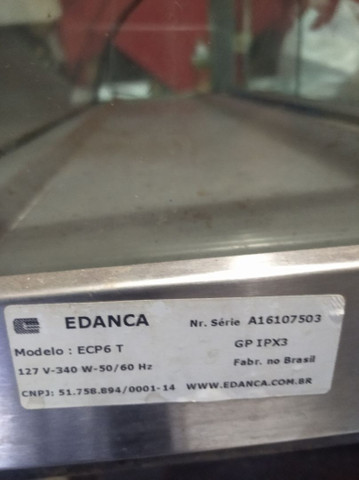 EDANCA Nr. Série A16107503
Modelo : ECP6 T GP IPX3
127 V-340 W-50/60 Hz Fabr. no Brasil
CNPJ: 51.758.894/0001-14 WWW.EDANCA.COM.BR